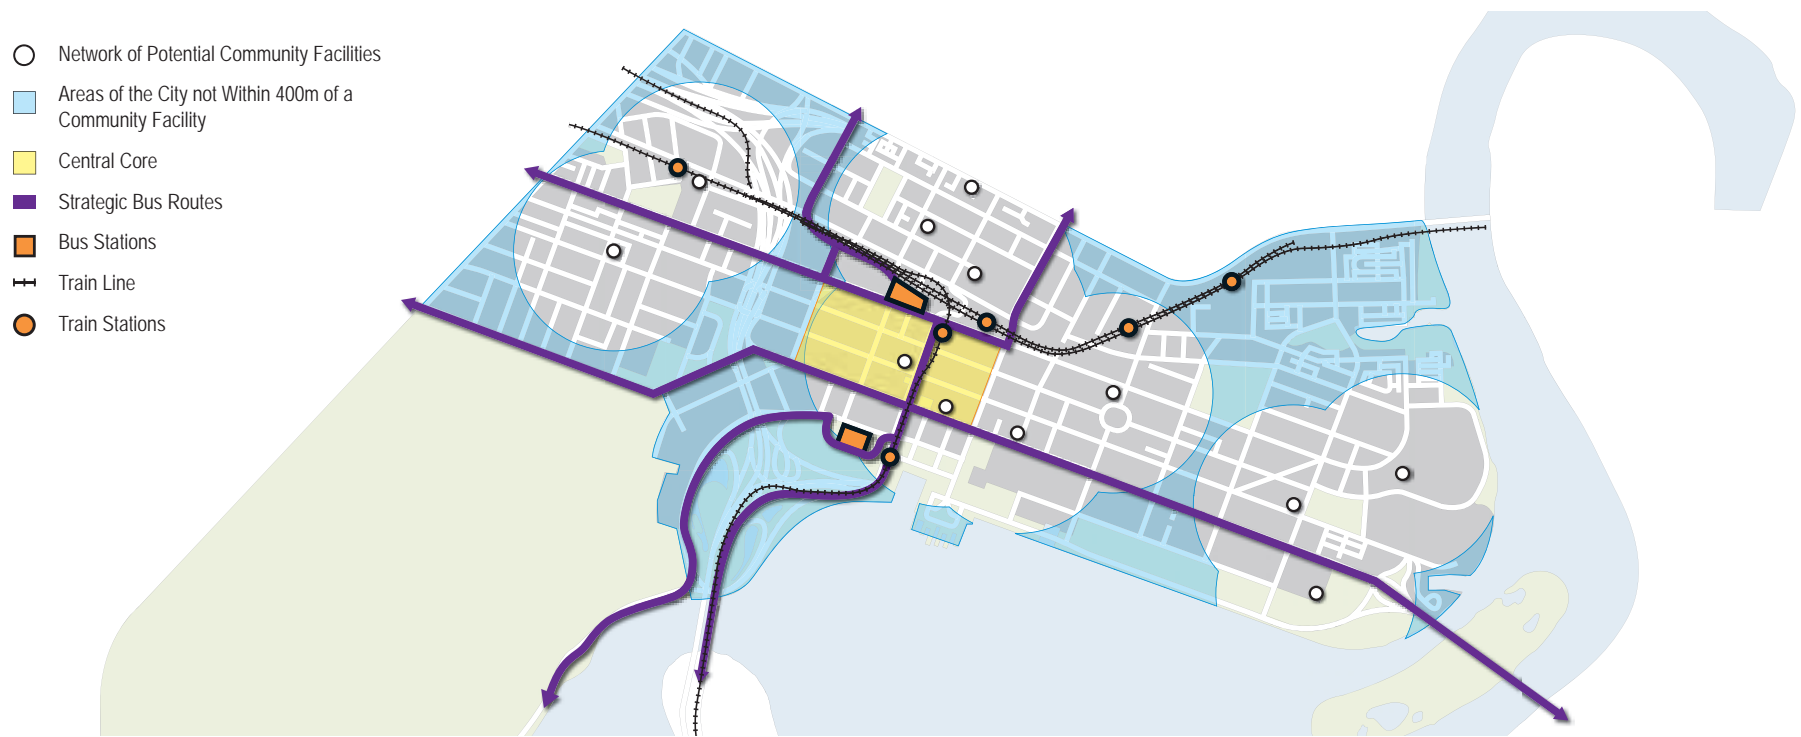 Network of Potential Community Facilities
Areas of the City not Within 400m of a
Community Facility
Central Core
Strategic Bus Routes
Bus Stations
Train Line
Train Stations